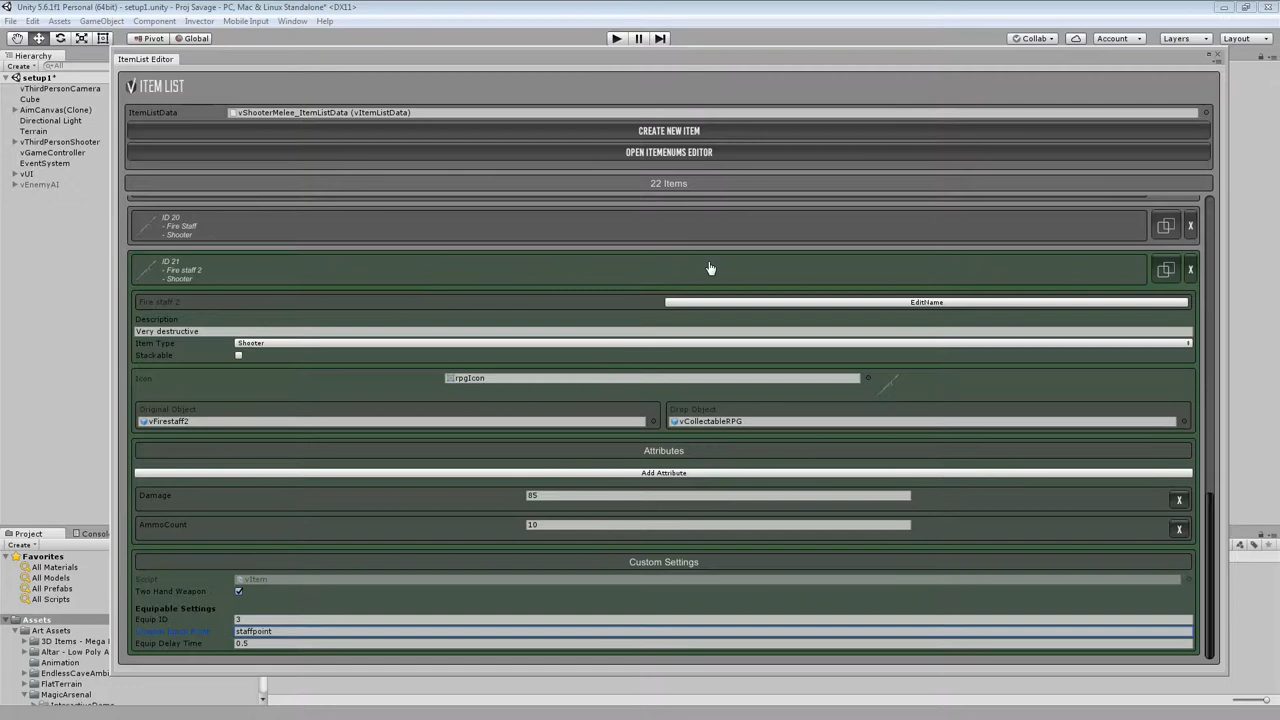 Unity 5.6.1f1 Personal (64bit) - setup1.unity - Proj Savage - PC, Mac & Linux Standalone* <DX11>
File Edit Assets GameObject Component Invector Mobile Input Window Help
Pivot Global Collab Account Layers Layout
Hierarchy
Create All
setup1*
vThirdPersonCamera
Cube
AimCanvas(Clone)
Directional Light
Terrain
vThirdPersonShooter
vGameController
EventSystem
vUI
vEnemyAI
ItemList Editor
ITEM LIST
ItemListData vShooterMelee_ItemListData (vItemListData)
CREATE NEW ITEM
OPEN ITEMENUMS EDITOR
22 Items
ID 20
- Fire Staff
- Shooter
X
ID 21
- Fire staff 2
- Shooter
X
Fire staff 2 EditName
Description
Very destructive
Item Type Shooter
Stackable
Icon rpgIcon
Original Object Drop Object
vFirestaff2 vCollectableRPG
Attributes
Add Attribute
Damage 85 X
AmmoCount 10 X
Custom Settings
Script vItem
Two Hand Weapon
Equipable Settings
Equip ID 3
staffpoint
Equip Delay Time 0.5
Project Consol
Create
Favorites
All Materials
All Models
All Prefabs
All Scripts
Assets
Art Assets
3D Items - Mega
Altar - Low Poly A
Animation
EndlessCaveAmbi
FlatTerrain
MagicArsenal